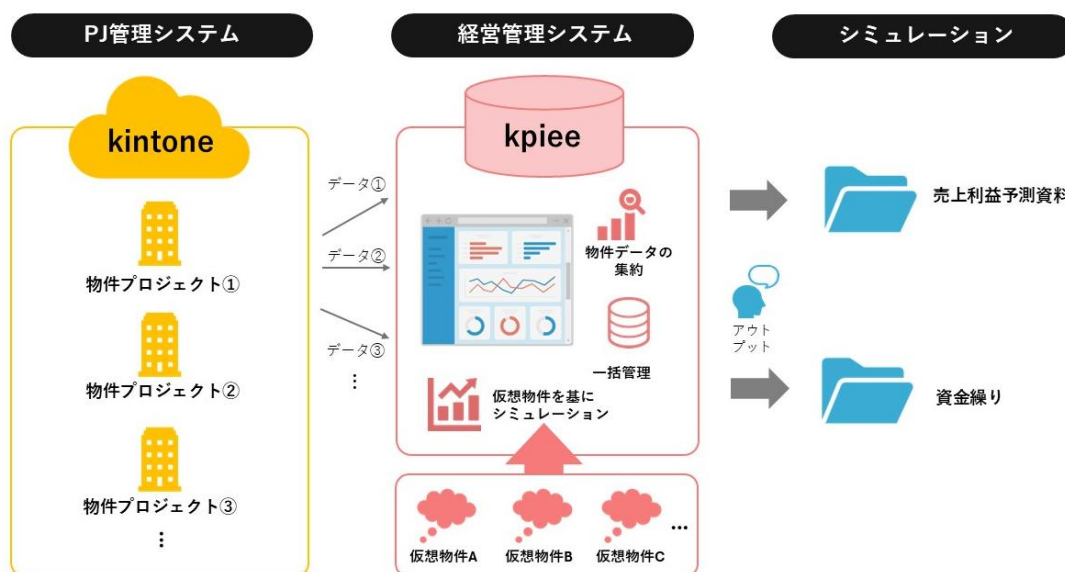 PJ管理システム
経営管理システム
シミュレーション
kintone
物件プロジェクト①
物件プロジェクト②
物件プロジェクト③
⋮
データ①
データ②
データ③
⋮
kpiee
物件データの
集約
一括管理
仮想物件を基に
シミュレーション
仮想物件A
仮想物件B
仮想物件C
…
売上利益予測資料
アウト
プット
資金繰り